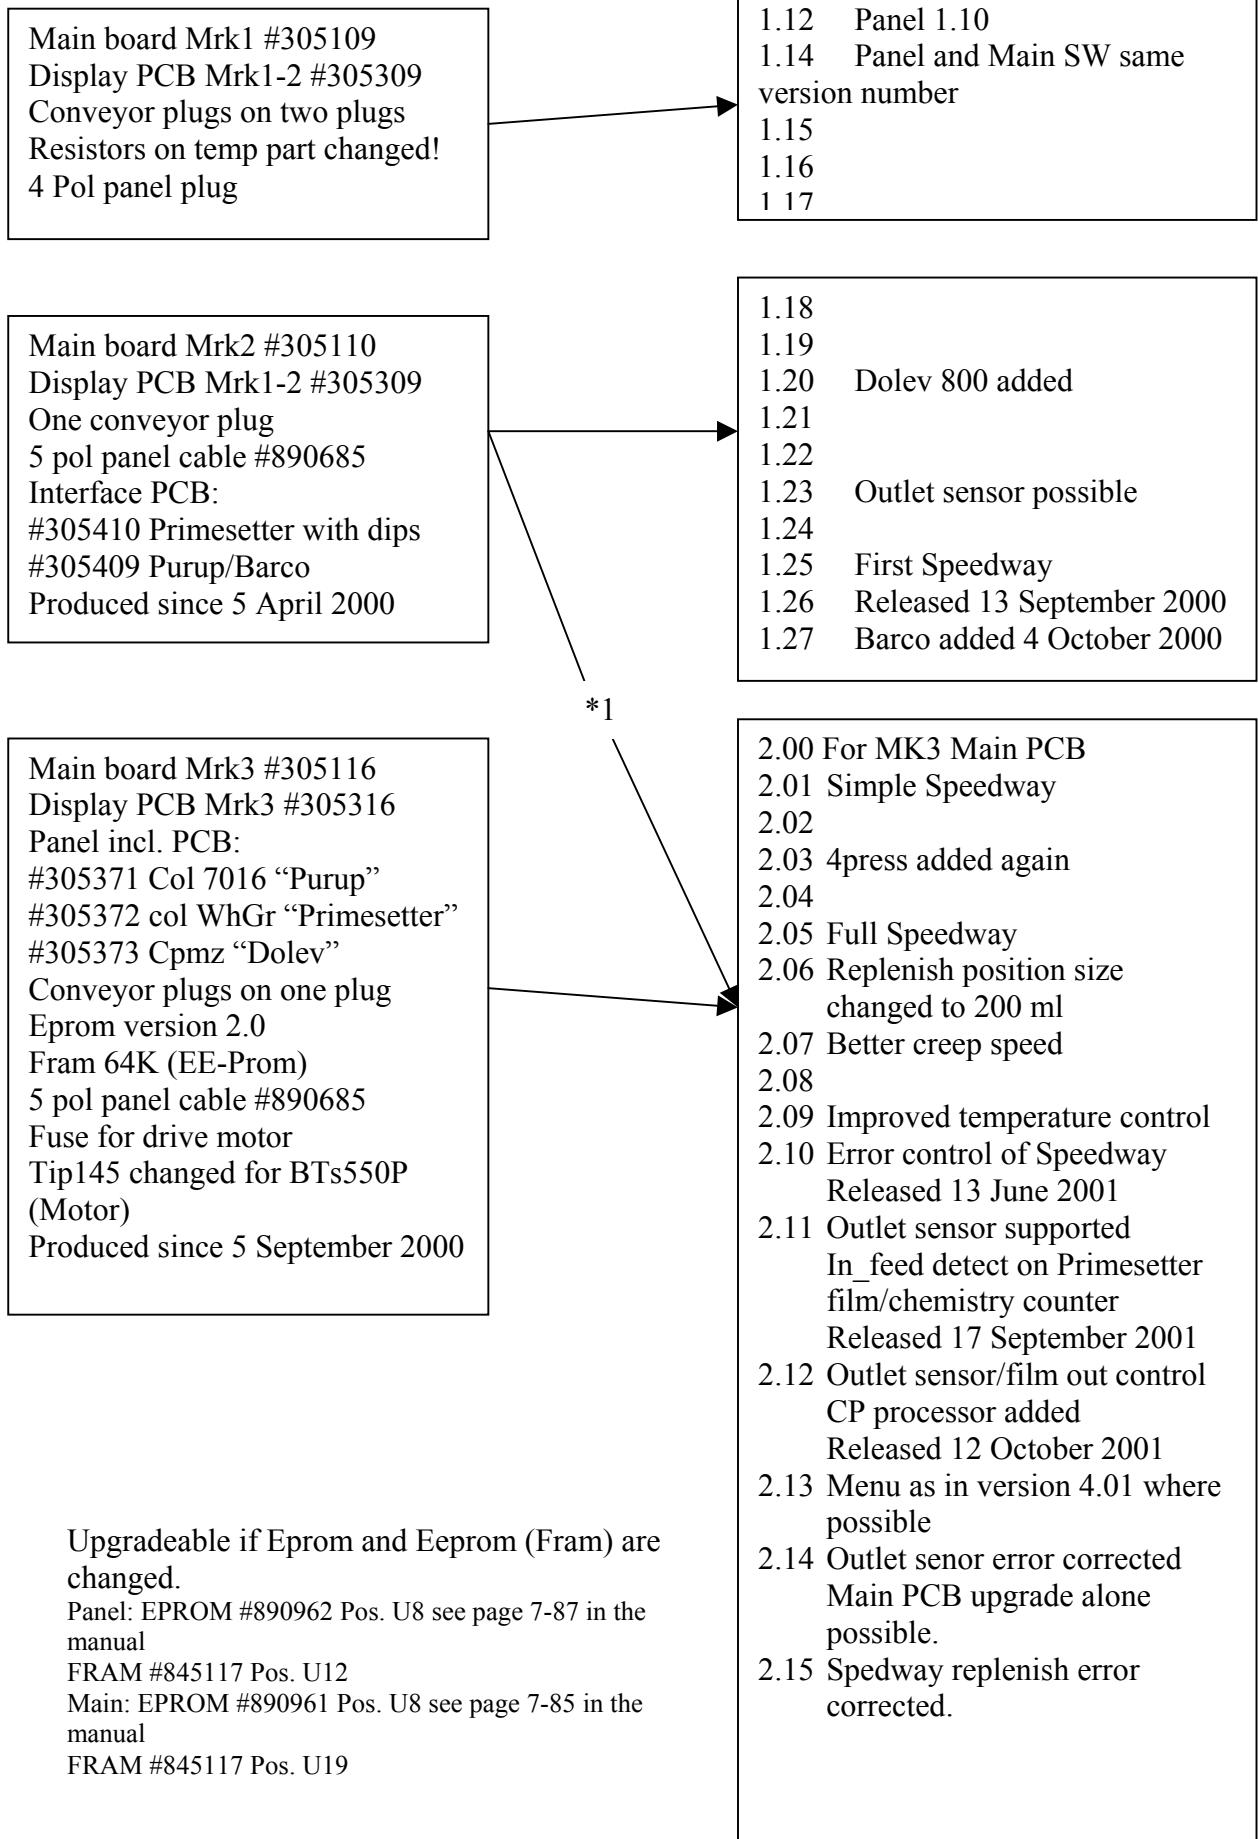 Main board Mrk1 #305109
Display PCB Mrk1-2 #305309
Conveyor plugs on two plugs
Resistors on temp part changed!
4 Pol panel plug
1.12 Panel 1.10
1.14 Panel and Main SW same
version number
1.15
1.16
1.17
Main board Mrk2 #305110
Display PCB Mrk1-2 #305309
One conveyor plug
5 pol panel cable #890685
Interface PCB:
#305410 Primesetter with dips
#305409 Purup/Barco
Produced since 5 April 2000
1.18
1.19
1.20 Dolev 800 added
1.21
1.22
1.23 Outlet sensor possible
1.24
1.25 First Speedway
1.26 Released 13 September 2000
1.27 Barco added 4 October 2000
*1
Main board Mrk3 #305116
Display PCB Mrk3 #305316
Panel incl. PCB:
#305371 Col 7016 “Purup”
#305372 col WhGr “Primesetter”
#305373 Cpmz “Dolev”
Conveyor plugs on one plug
Eprom version 2.0
Fram 64K (EE-Prom)
5 pol panel cable #890685
Fuse for drive motor
Tip145 changed for BTs550P
(Motor)
Produced since 5 September 2000
2.00 For MK3 Main PCB
2.01 Simple Speedway
2.02
2.03 4press added again
2.04
2.05 Full Speedway
2.06 Replenish position size
changed to 200 ml
2.07 Better creep speed
2.08
2.09 Improved temperature control
2.10 Error control of Speedway
Released 13 June 2001
2.11 Outlet sensor supported
In_feed detect on Primesetter
film/chemistry counter
Released 17 September 2001
2.12 Outlet sensor/film out control
CP processor added
Released 12 October 2001
2.13 Menu as in version 4.01 where
possible
2.14 Outlet senor error corrected
Main PCB upgrade alone
possible.
2.15 Spedway replenish error
corrected.
Upgradeable if Eprom and Eeprom (Fram) are
changed.
Panel: EPROM #890962 Pos. U8 see page 7-87 in the
manual
FRAM #845117 Pos. U12
Main: EPROM #890961 Pos. U8 see page 7-85 in the
manual
FRAM #845117 Pos. U19